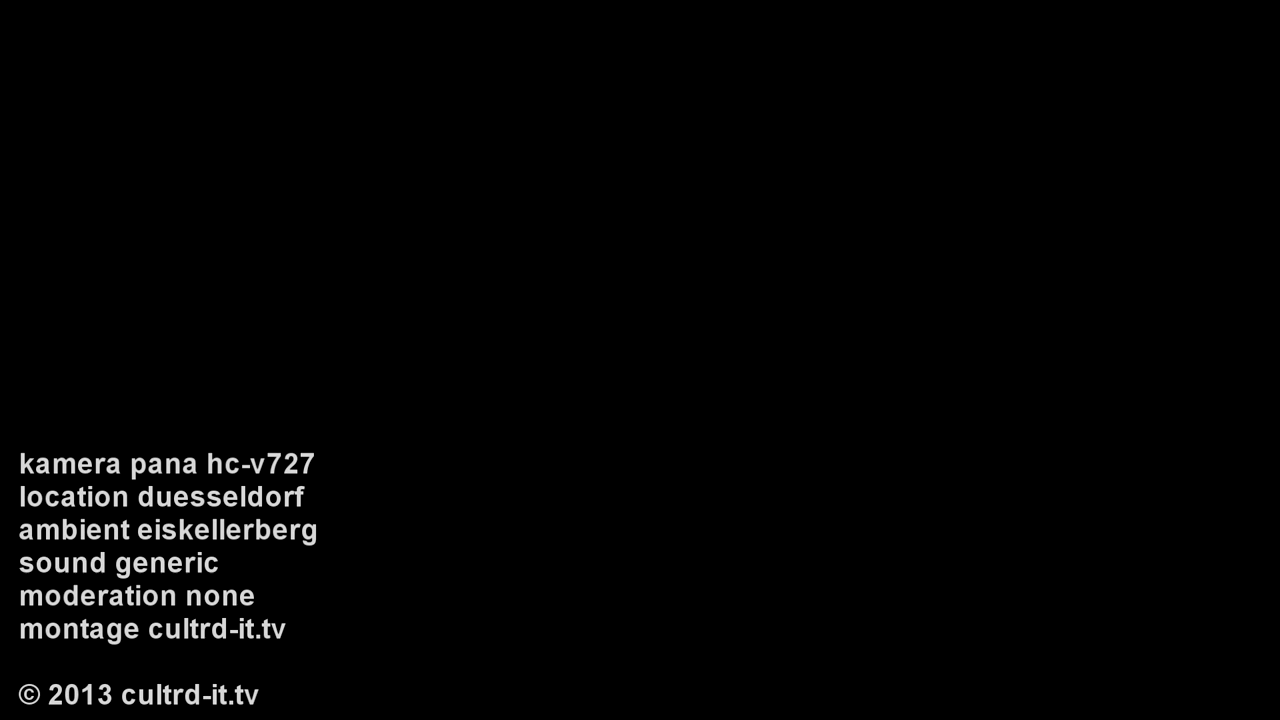 kamera pana hc-v727
location duesseldorf
ambient eiskellerberg
sound generic
moderation none
montage cultrd-it.tv
© 2013 cultrd-it.tv